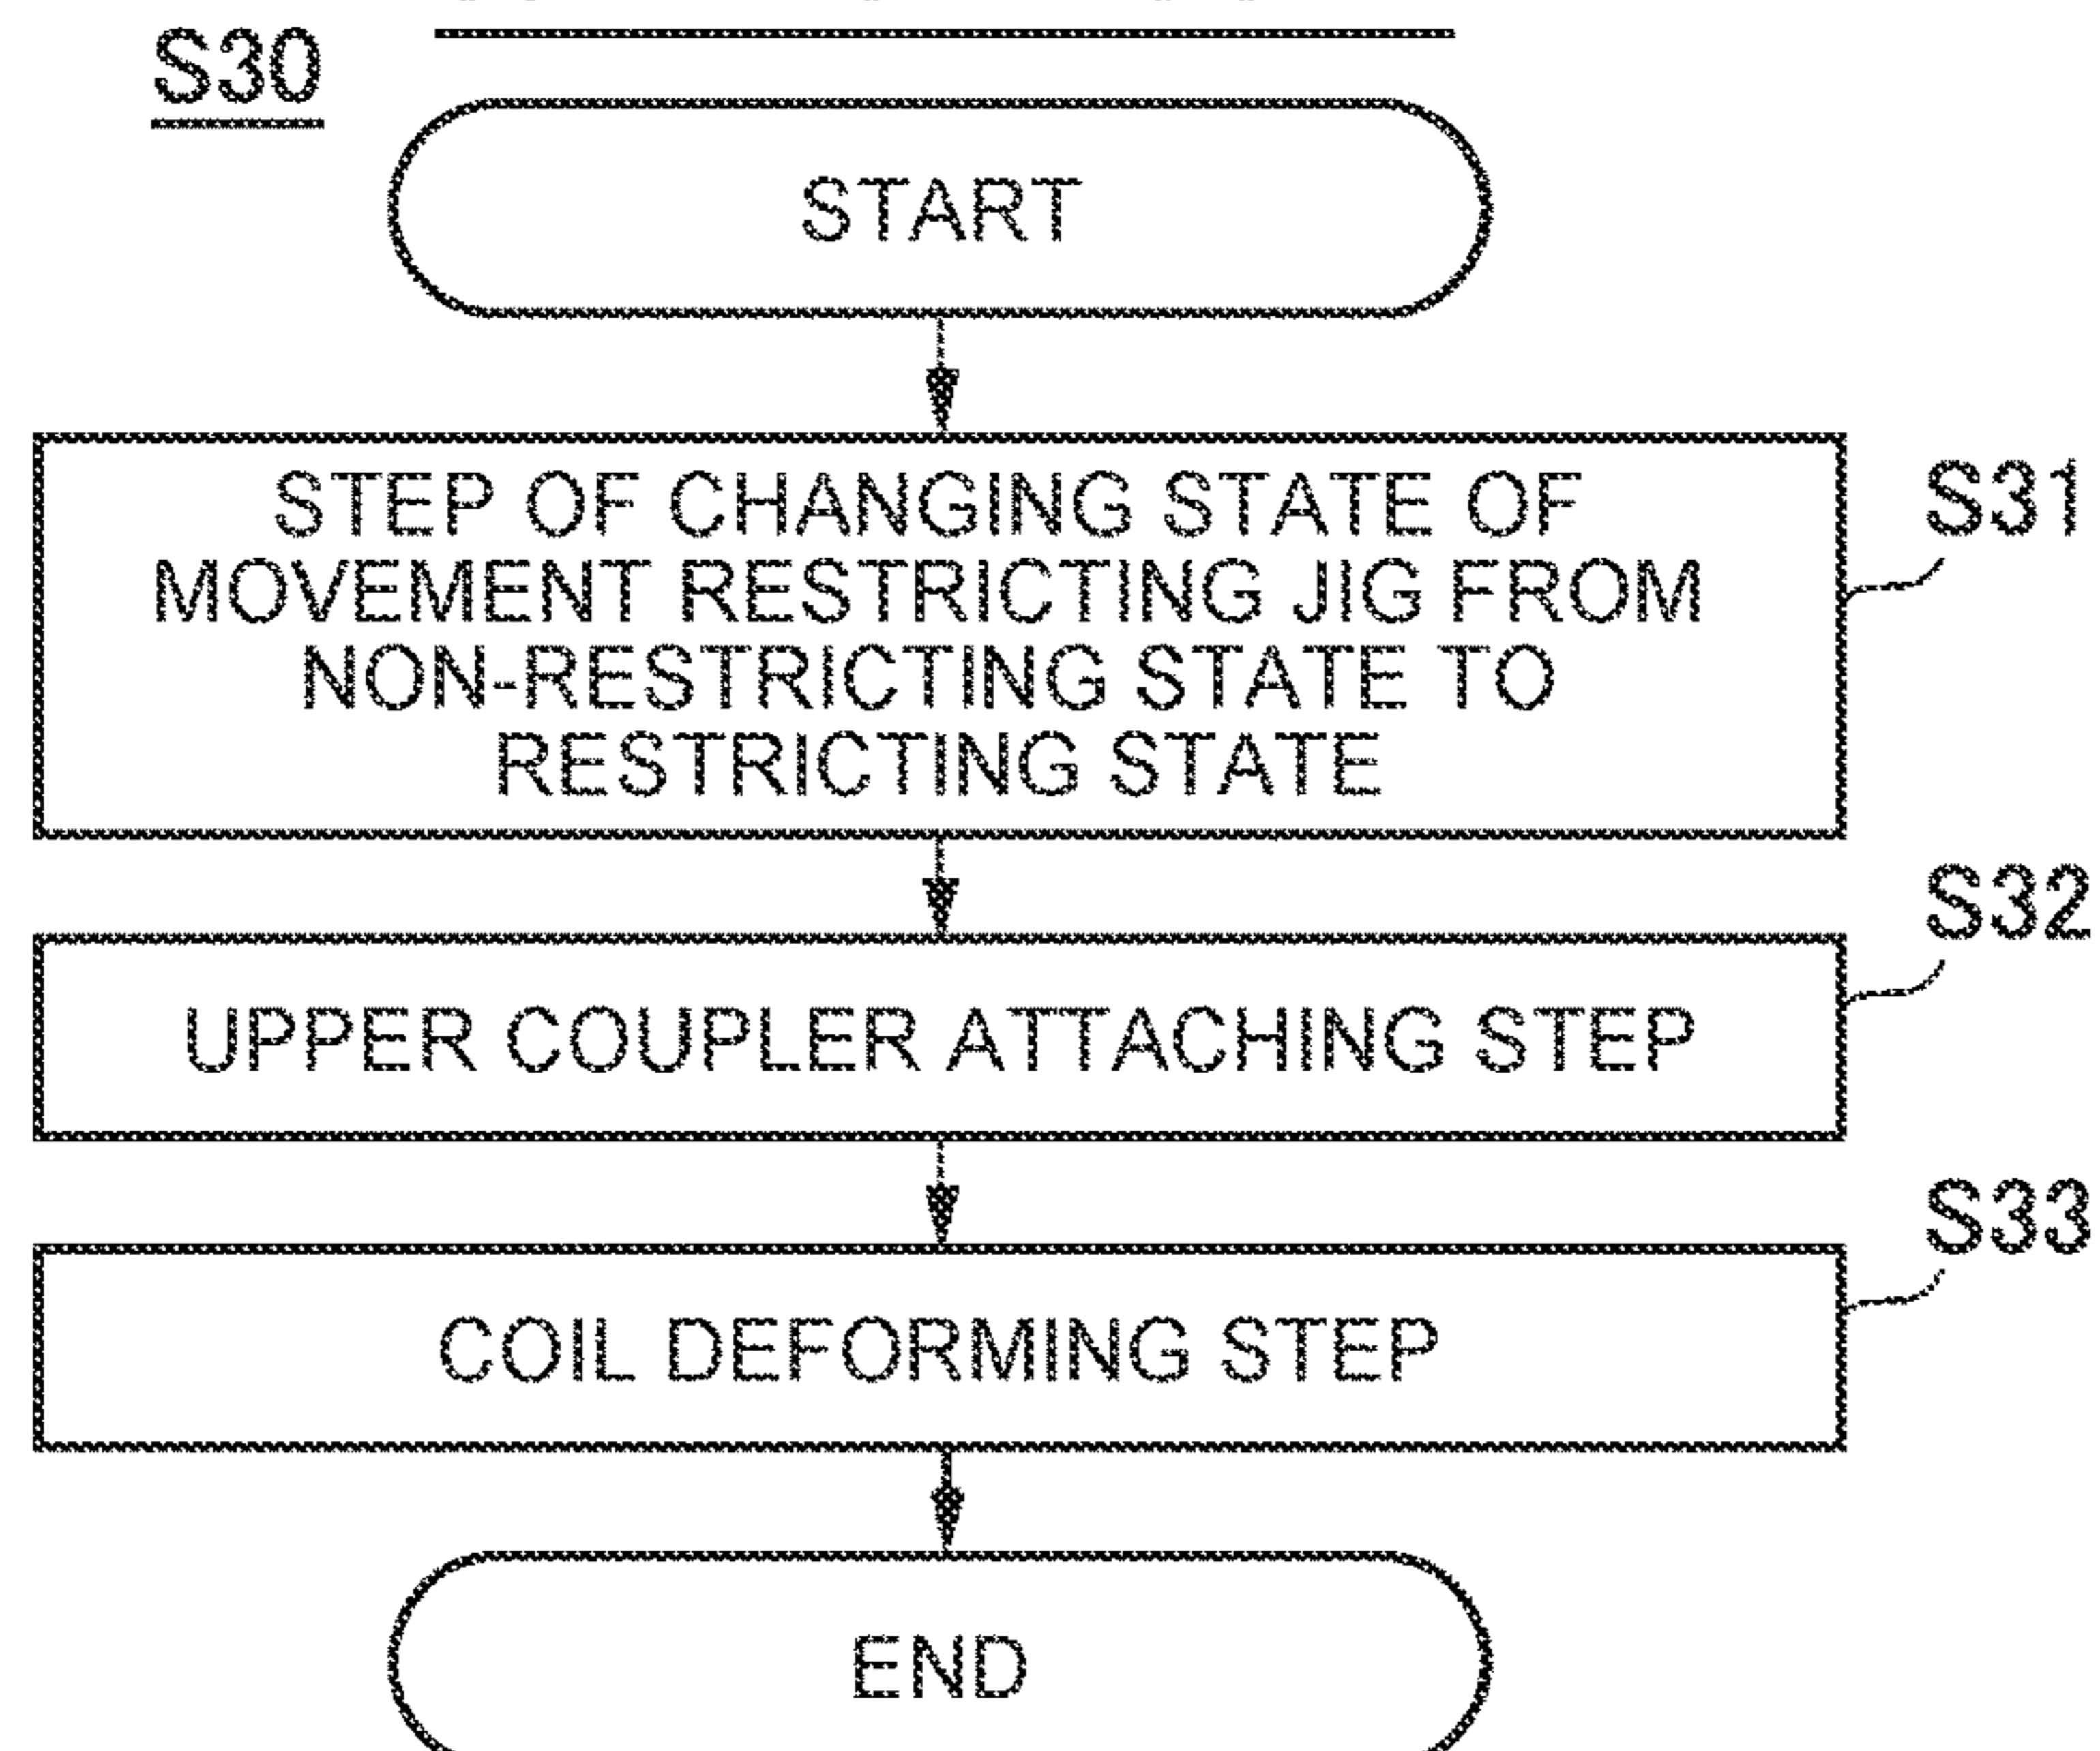 S30
START
STEP OF CHANGING STATE OF
MOVEMENT RESTRICTING JIG FROM
NON-RESTRICTING STATE TO
RESTRICTING STATE
S31
UPPER COUPLER ATTACHING STEP
S32
COIL DEFORMING STEP
S33
END